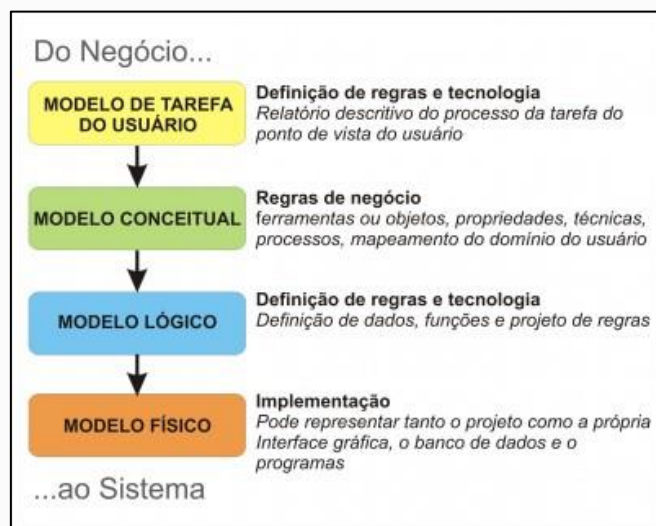 Do Negócio...
MODELO DE TAREFA
DO USUÁRIO
Definição de regras e tecnologia
Relatório descritivo do processo da tarefa do
ponto de vista do usuário
MODELO CONCEITUAL
Regras de negócio
ferramentas ou objetos, propriedades, técnicas,
processos, mapeamento do domínio do usuário
MODELO LÓGICO
Definição de regras e tecnologia
Definição de dados, funções e projeto de regras
MODELO FÍSICO
Implementação
Pode representar tanto o projeto como a própria
Interface gráfica, o banco de dados e o
programas
...ao Sistema